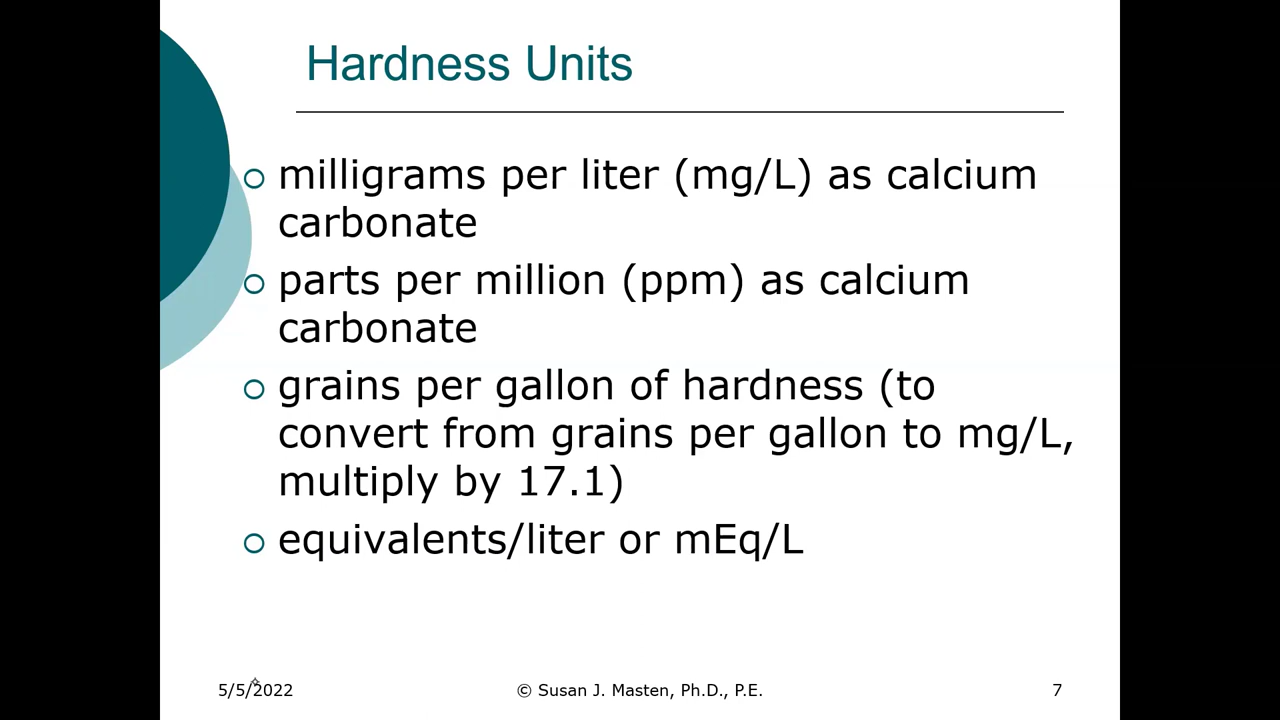 Hardness Units
milligrams per liter (mg/L) as calcium
carbonate
parts per million (ppm) as calcium
carbonate
grains per gallon of hardness (to
convert from grains per gallon to mg/L,
multiply by 17.1)
equivalents/liter or mEq/L
5/5/2022
© Susan J. Masten, Ph.D., P.E.
7